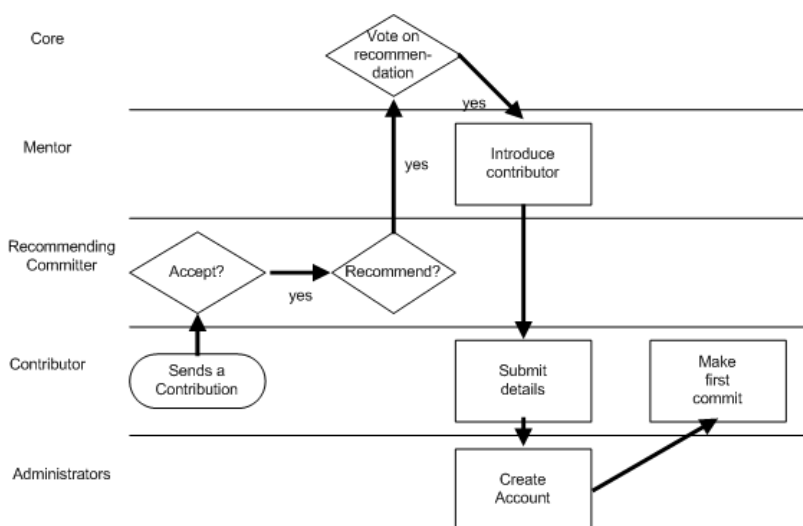 Core
Vote on
recommen-
dation
yes
Mentor
Introduce
contributor
yes
Recommending
Committer
Accept?
yes
Recommend?
Contributor
Sends a
Contribution
Submit
details
Make
first
commit
Administrators
Create
Account